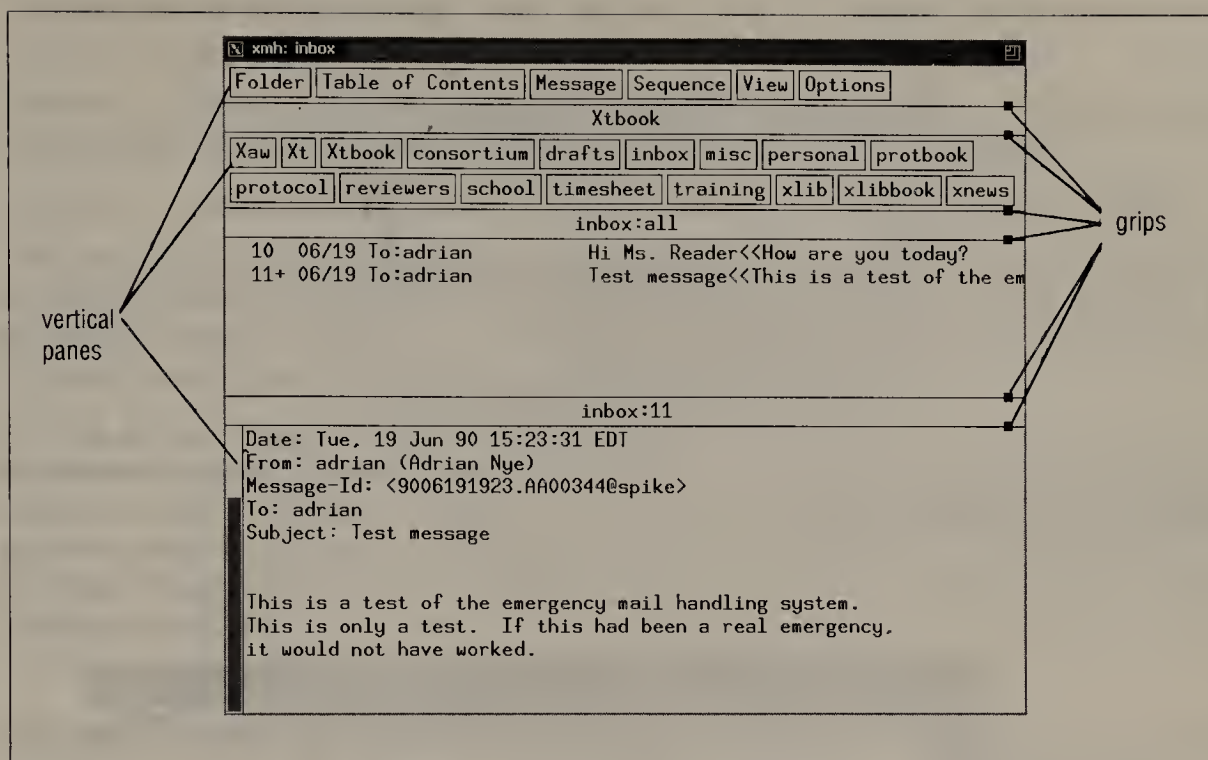 xmh: inbox
Folder Table of Contents Message Sequence View Options
Xtbook
Xaw Xt Xtbook consortium drafts inbox misc personal protbook
protocol reviewers school timesheet training xlib xlibbook xnews
inbox:all
10 06/19 To:adrian Hi Ms. Reader<<How are you today?
11+ 06/19 To:adrian Test message<<This is a test of the em
grips
vertical
panes
inbox:11
Date: Tue, 19 Jun 90 15:23:31 EDT
From: adrian (Adrian Nye)
Message-Id: <9006191923.AA00344@spike>
To: adrian
Subject: Test message
This is a test of the emergency mail handling system.
This is only a test.  If this had been a real emergency,
it would not have worked.